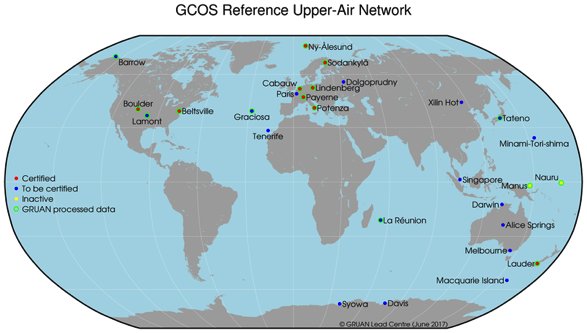 GCOS Reference Upper-Air Network
Ny-Ålesund
Barrow
Sodankylä
Cabauw
Lindenberg
Dolgoprudny
Paris
Payerne
Potenza
Boulder
Beltsville
Lamont
Graciosa
Tenerife
Xilin Hot
Tateno
Minami-Tori-shima
Certified
To be certified
Inactive
GRUAN processed data
Singapore
Nauru
Manus
Darwin
La Réunion
Alice Springs
Melbourne
Lauder
Macquarie Island
Syowa
Davis
© GRUAN Lead Centre (June 2017)